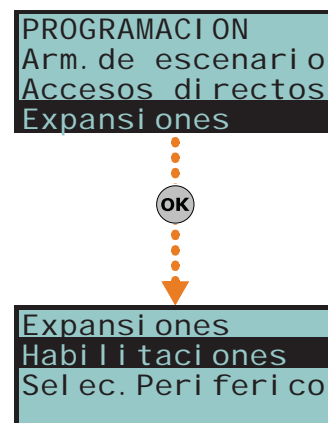 PROGRAMACION
Arm.de escenario
Accesos directos
Expansiones
OK
Expansiones
Habilitaciones
Selec.Periferico